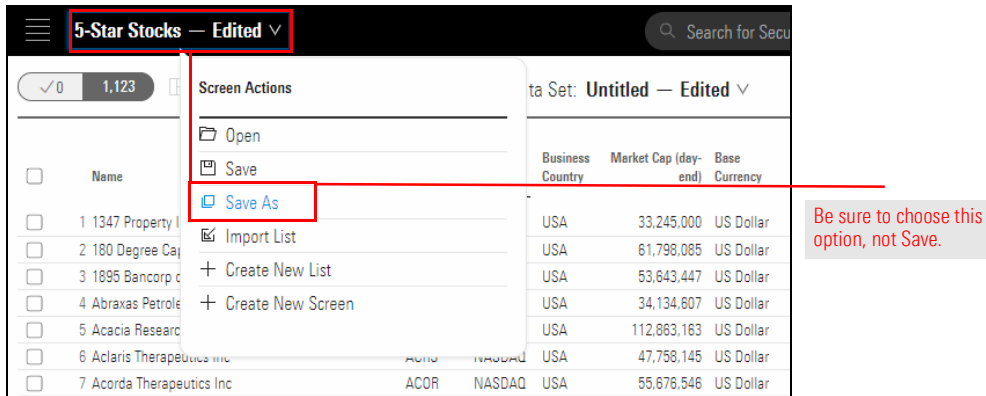 5-Star Stocks — Edited
Search for Secu
0 1,123
Screen Actions
ta Set: Untitled — Edited
Open
Save
Save As
Import List
Create New List
Create New Screen
Name
Business Country
Market Cap (day-end)
Base Currency
1 1347 Property I USA 33,245,000 US Dollar
2 180 Degree Cap USA 61,798,085 US Dollar
3 1895 Bancorp o USA 53,643,447 US Dollar
4 Abraxas Petrole USA 34,134,607 US Dollar
5 Acacia Researc USA 112,863,163 US Dollar
6 Aclaris Therapeutics Inc ACRS NASDAQ USA 47,758,145 US Dollar
7 Acorda Therapeutics Inc ACOR NASDAQ USA 55,676,546 US Dollar
Be sure to choose this
option, not Save.